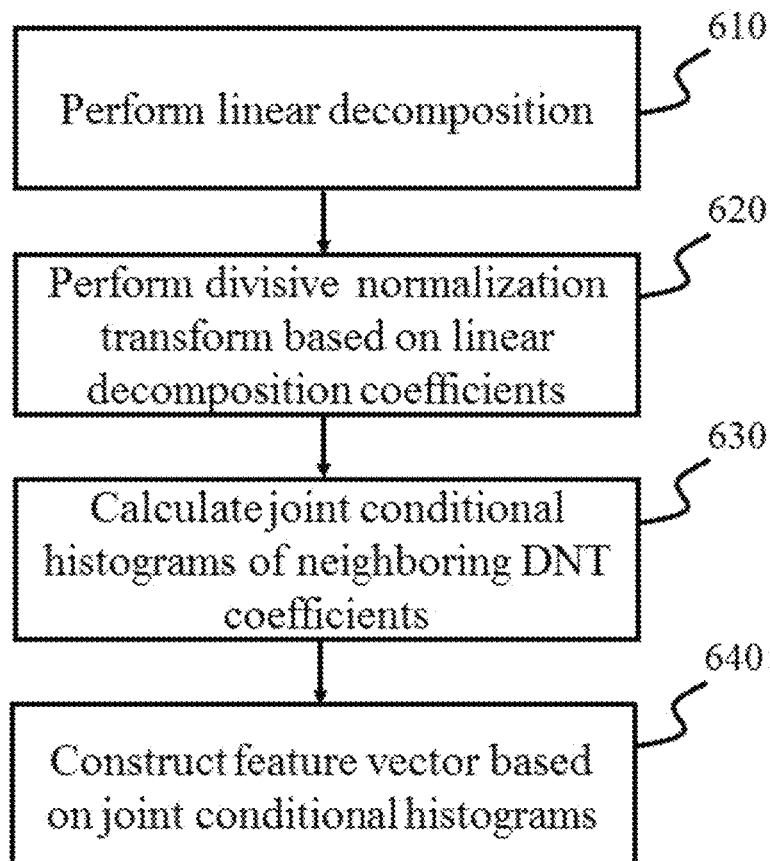 610
Perform linear decomposition
620
Perform divisive normalization
transform based on linear
decomposition coefficients
630
Calculate joint conditional
histograms of neighboring DNT
coefficients
640
Construct feature vector based
on joint conditional histograms